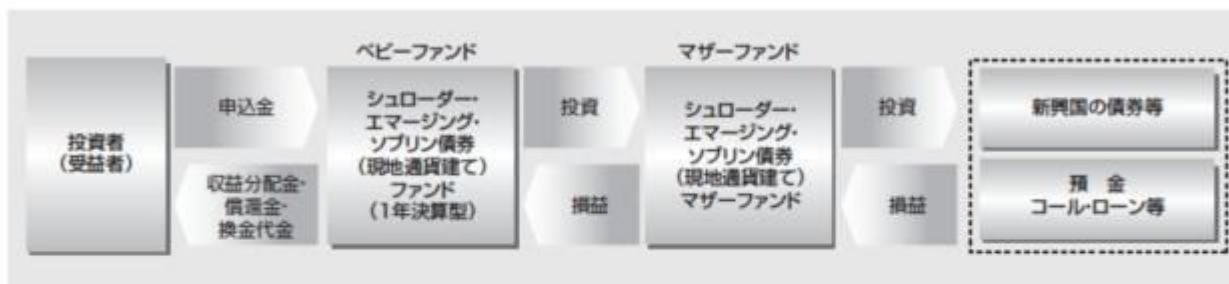 投資者
(受益者)
申込金
収益分配金・
償還金・
換金代金
ベビーファンド
シュローダー・
エマージング・
ソブリン債券
(現地通貨建て)
ファンド
(1年決算型)
投資
損益
マザーファンド
シュローダー・
エマージング・
ソブリン債券
(現地通貨建て)
マザーファンド
投資
損益
新興国の債券等
預 金
コール・ローン等